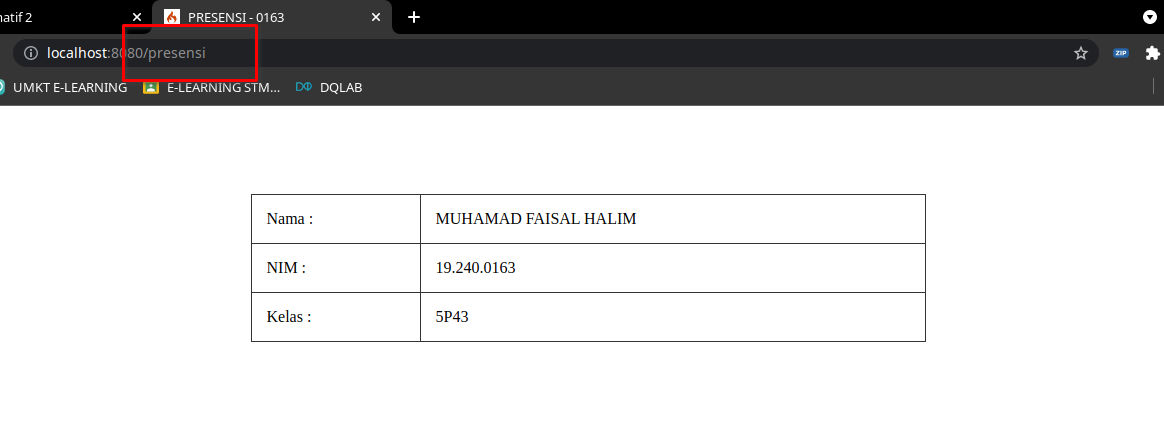 natif 2
PRESENSI - 0163
localhost:8080/presensi
ZIP
UMKT E-LEARNING
E-LEARNING STM...
DQLAB
Nama :
MUHAMAD FAISAL HALIM
NIM :
19.240.0163
Kelas :
5P43